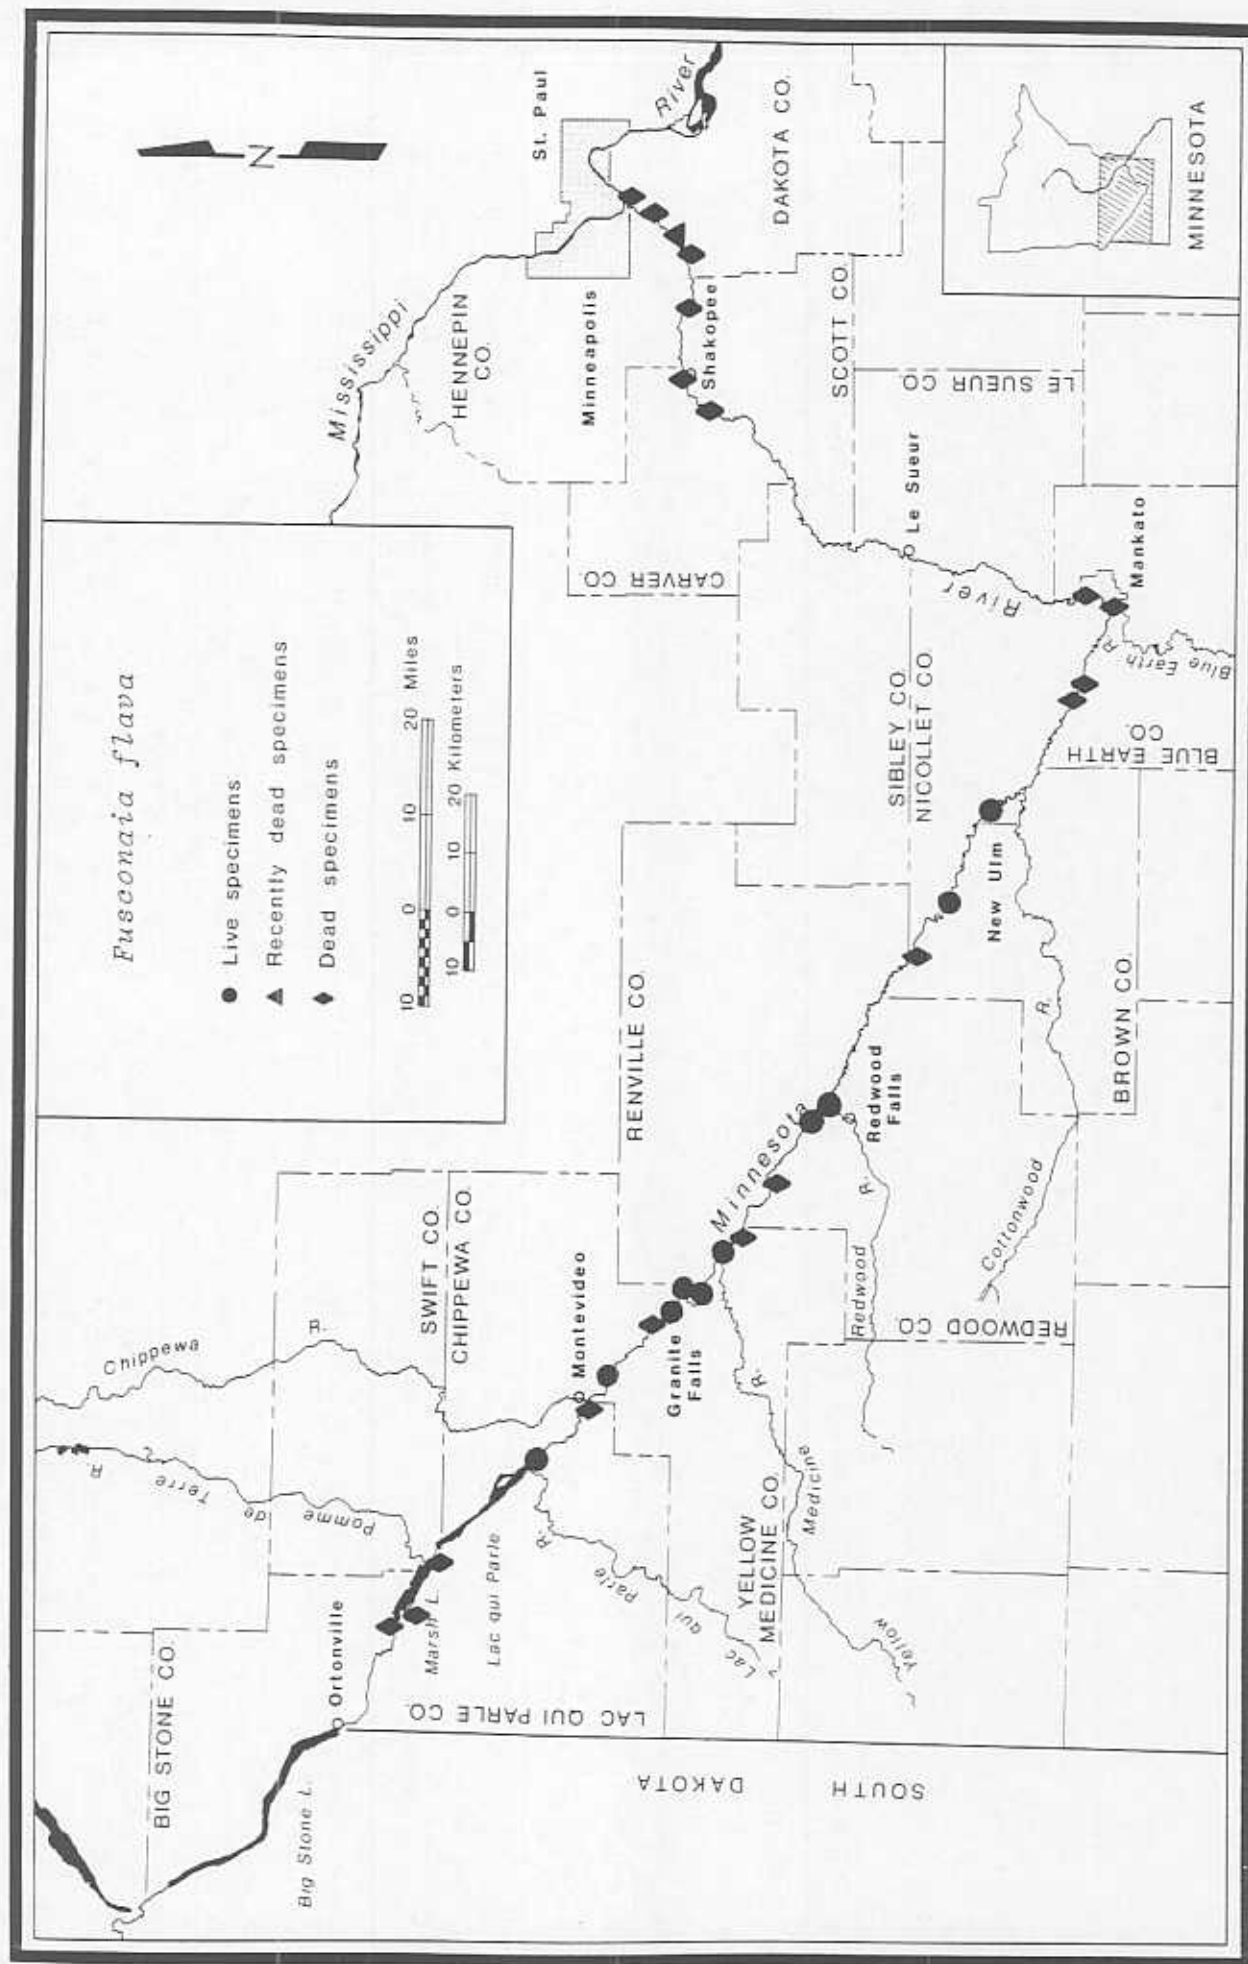 Fusconaia flava
Live specimens
Recently dead specimens
Dead specimens
10 0 10 20 Miles
10 0 10 20 Kilometers
N
BIG STONE CO.
Big Stone L.
Ortonville
Marsh L.
Lac qui Parle
LAC QUI PARLE CO.
SOUTH
DAKOTA
Pomme de Terre R.
Chippewa R.
SWIFT CO.
CHIPPEWA CO.
Montevideo
Lac qui Parle R.
YELLOW
MEDICINE CO.
Yellow Medicine R.
Granite
Falls
RENVILLE CO.
Minnesota
Redwood R.
REDWOOD CO.
Redwood
Falls
Cottonwood R.
BROWN CO.
New Ulm
SIBLEY CO.
NICOLLET CO.
BLUE EARTH
CO.
Blue Earth R.
Mankato
River
Le Sueur
LE SUEUR CO.
CARVER CO.
SCOTT CO.
Shakopee
HENNEPIN
CO.
Mississippi
Minneapolis
St. Paul
River
DAKOTA CO.
MINNESOTA